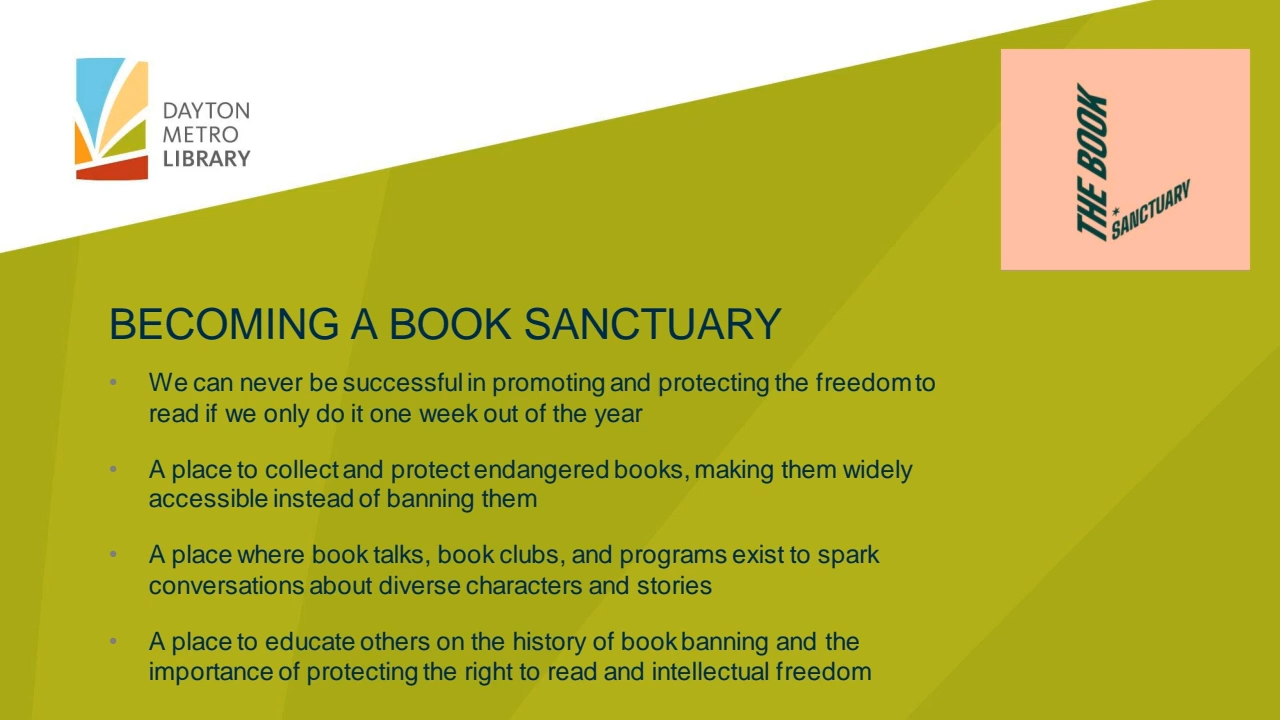 DAYTON
METRO
LIBRARY
THE BOOK
SANCTUARY
BECOMING A BOOK SANCTUARY
• We can never be successful in promoting and protecting the freedom to
read if we only do it one week out of the year
• A place to collect and protect endangered books, making them widely
accessible instead of banning them
• A place where book talks, book clubs, and programs exist to spark
conversations about diverse characters and stories
• A place to educate others on the history of book banning and the
importance of protecting the right to read and intellectual freedom